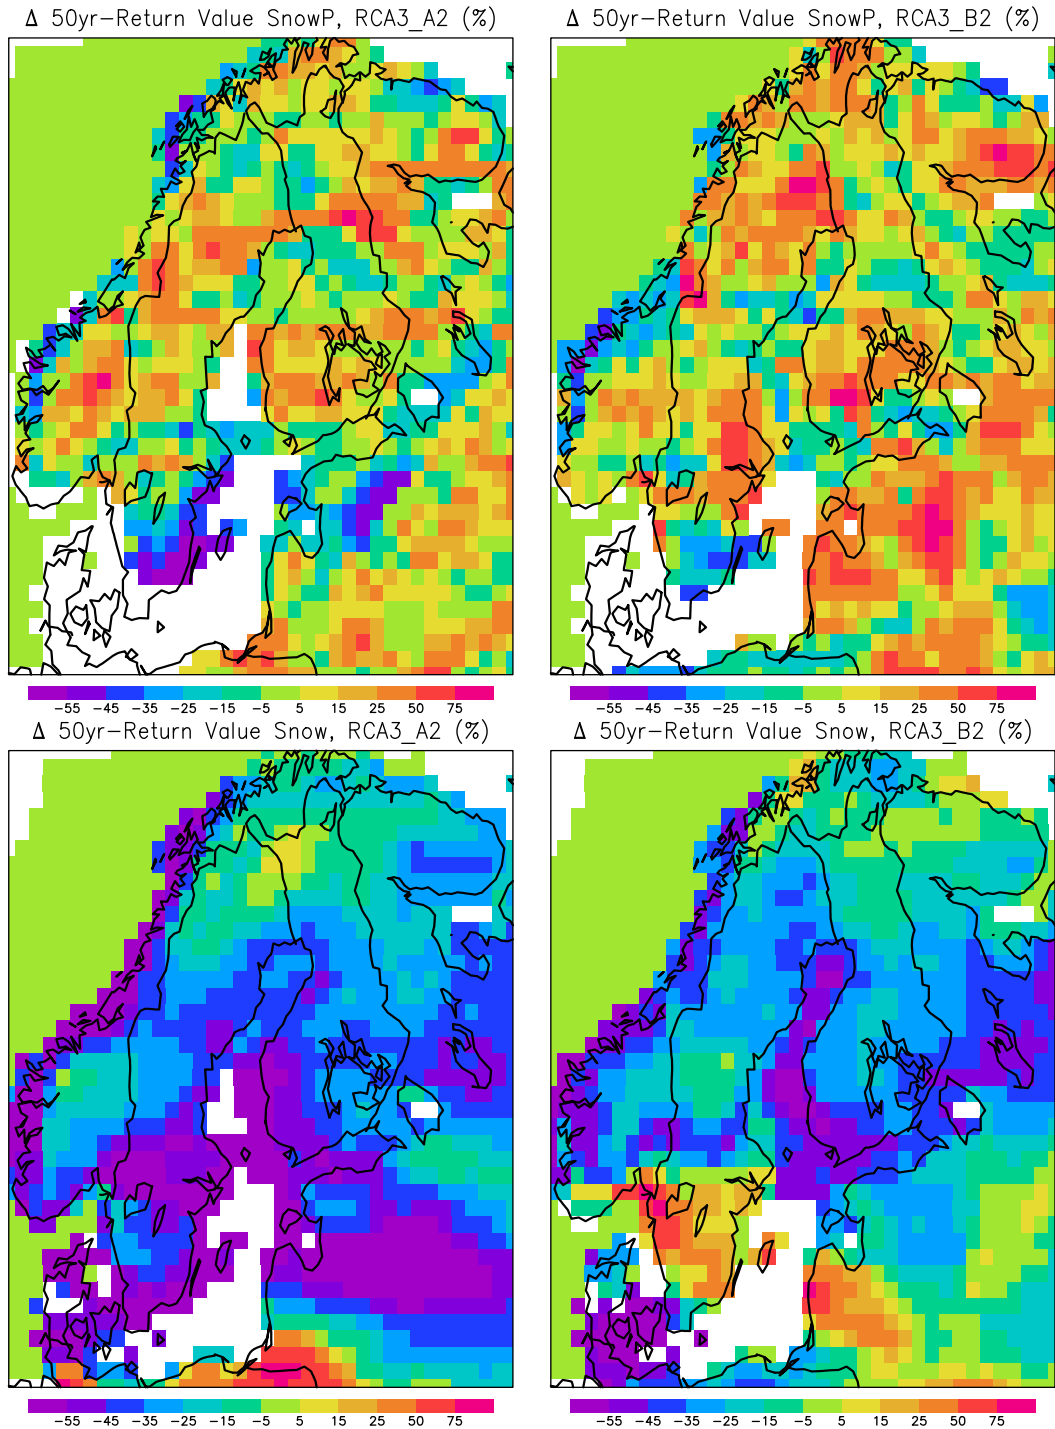 Δ 50yr-Return Value SnowP, RCA3_A2 (%)
Δ 50yr-Return Value SnowP, RCA3_B2 (%)
-55 -45 -35 -25 -15 -5 5 15 25 50 75
-55 -45 -35 -25 -15 -5 5 15 25 50 75
Δ 50yr-Return Value Snow, RCA3_A2 (%)
Δ 50yr-Return Value Snow, RCA3_B2 (%)
-55 -45 -35 -25 -15 -5 5 15 25 50 75
-55 -45 -35 -25 -15 -5 5 15 25 50 75